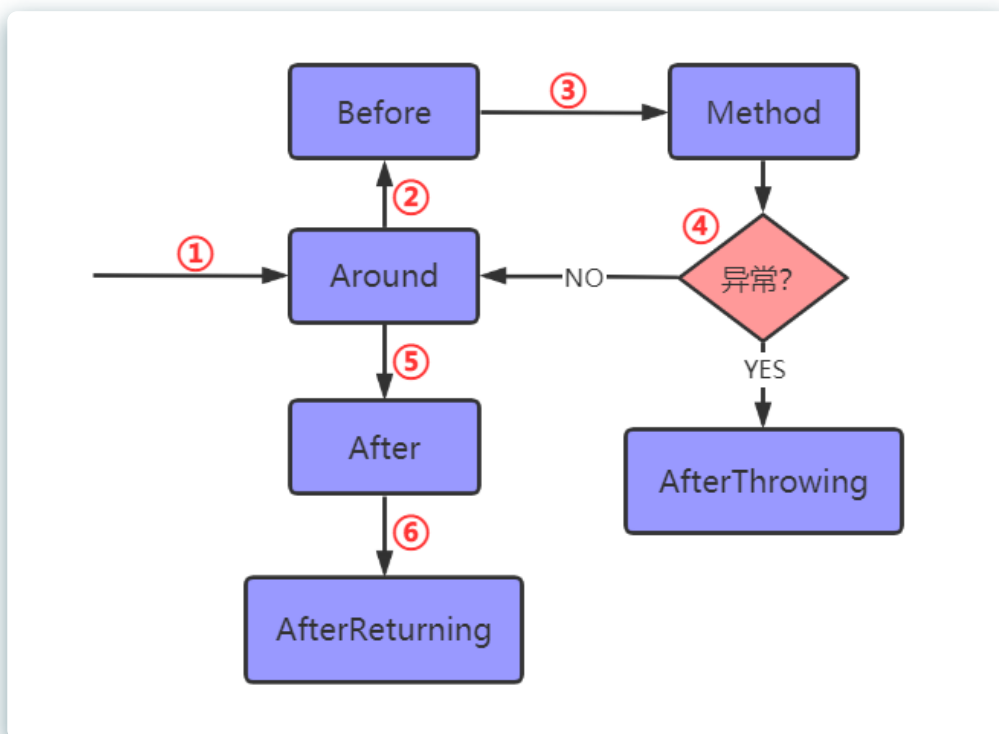 ③
Before
Method
②
④
①
Around
NO
异常?
⑤
YES
After
AfterThrowing
⑥
AfterReturning